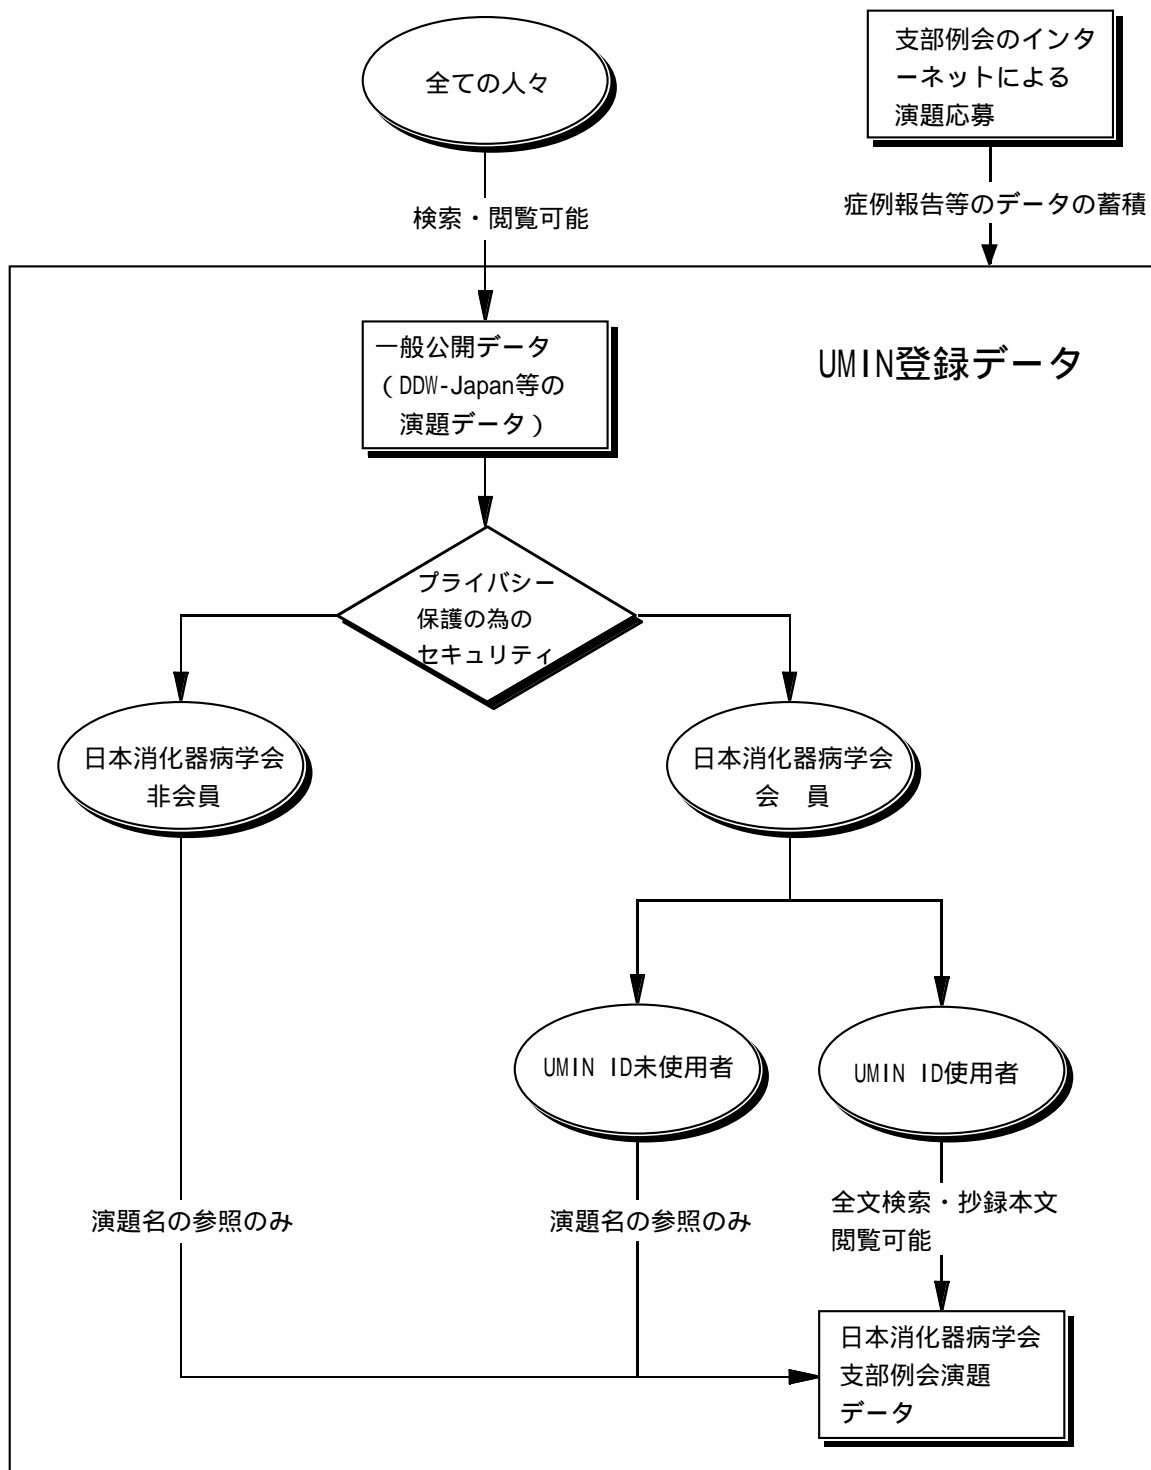 全ての人々
支部例会のインタ
ーネットによる
演題応募
検索・閲覧可能
症例報告等のデータの蓄積
一般公開データ
（DDW-Japan等の
演題データ）
UMIN登録データ
プライバシー
保護の為の
セキュリティ
日本消化器病学会
非会員
日本消化器病学会
会　員
UMIN ID未使用者
UMIN ID使用者
演題名の参照のみ
演題名の参照のみ
全文検索・抄録本文
閲覧可能
日本消化器病学会
支部例会演題
データ